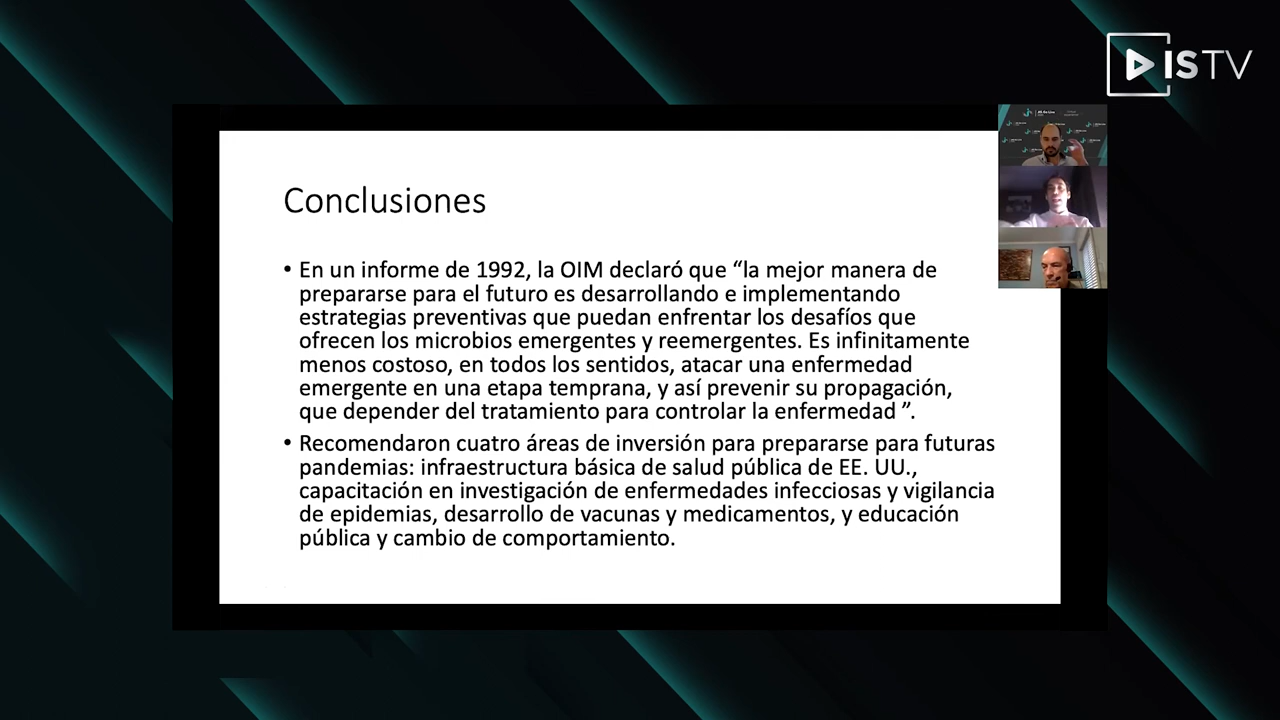 ISTV
Conclusiones
• En un informe de 1992, la OIM declaró que “la mejor manera de
prepararse para el futuro es desarrollando e implementando
estrategias preventivas que puedan enfrentar los desafíos que
ofrecen los microbios emergentes y reemergentes. Es infinitamente
menos costoso, en todos los sentidos, atacar una enfermedad
emergente en una etapa temprana, y así prevenir su propagación,
que depender del tratamiento para controlar la enfermedad ”.
• Recomendaron cuatro áreas de inversión para prepararse para futuras
pandemias: infraestructura básica de salud pública de EE. UU.,
capacitación en investigación de enfermedades infecciosas y vigilancia
de epidemias, desarrollo de vacunas y medicamentos, y educación
pública y cambio de comportamiento.